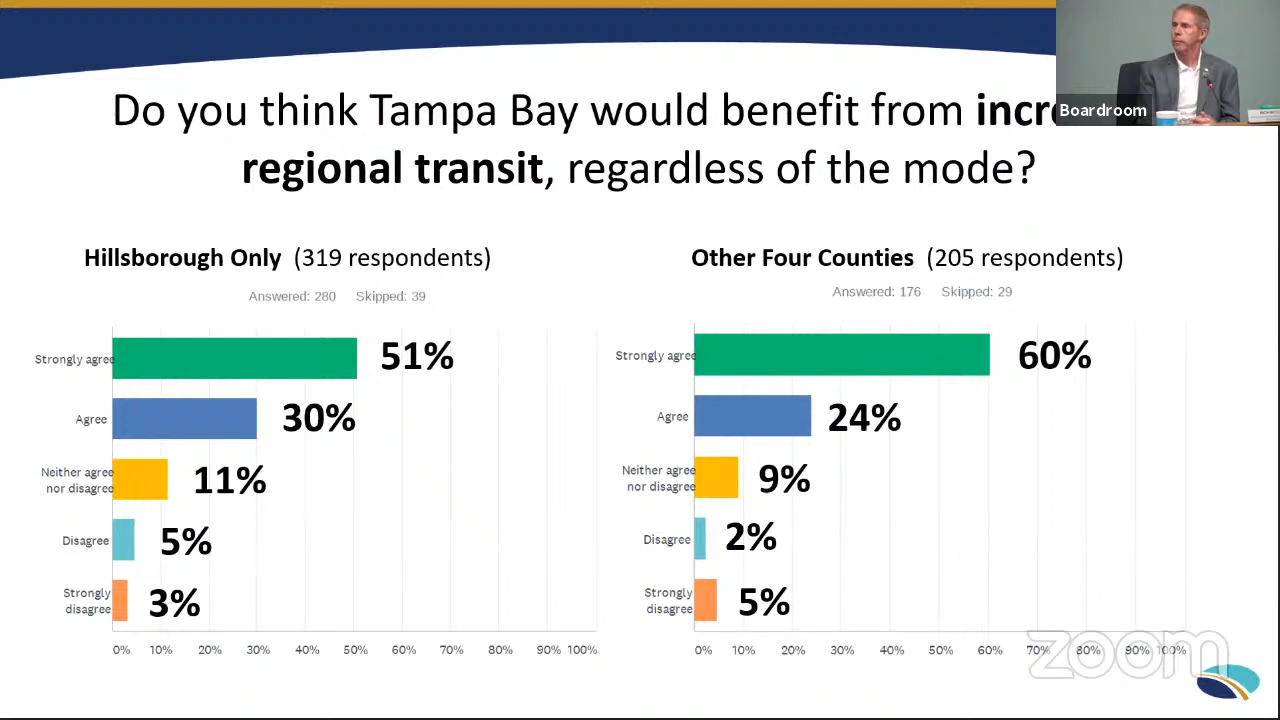 Do you think Tampa Bay would benefit from
Boardroom
regional transit, regardless of the mode?
Hillsborough Only (319 respondents)
Answered: 280 Skipped: 39
Strongly agree
51%
Agree
30%
Neither agree
nor disagree
11%
Disagree
5%
Strongly
disagree
3%
0% 10% 20% 30% 40% 50% 60% 70% 80% 90% 100%
Other Four Counties (205 respondents)
Answered: 176 Skipped: 29
Strongly agree
60%
Agree
24%
Neither agree
nor disagree
9%
Disagree
2%
Strongly
disagree
5%
0% 10% 20% 30% 40% 50% 60% 70% 80% 90% 100%
zoom